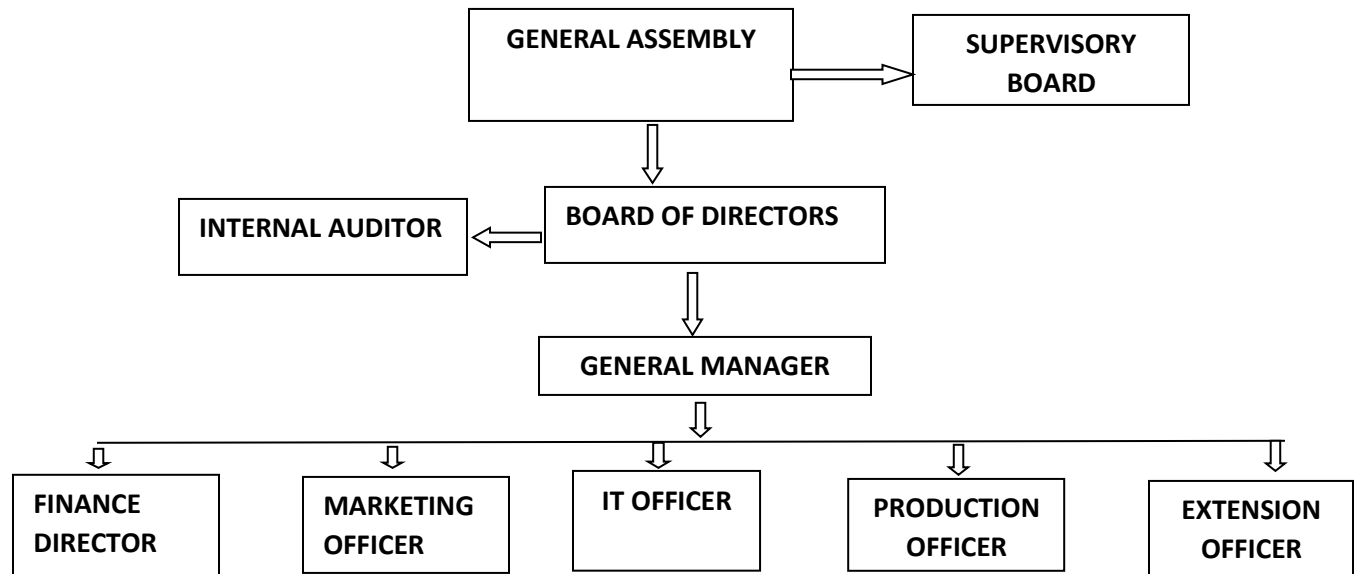 GENERAL ASSEMBLY
SUPERVISORY
BOARD
INTERNAL AUDITOR
BOARD OF DIRECTORS
GENERAL MANAGER
FINANCE
DIRECTOR
MARKETING
OFFICER
IT OFFICER
PRODUCTION
OFFICER
EXTENSION
OFFICER